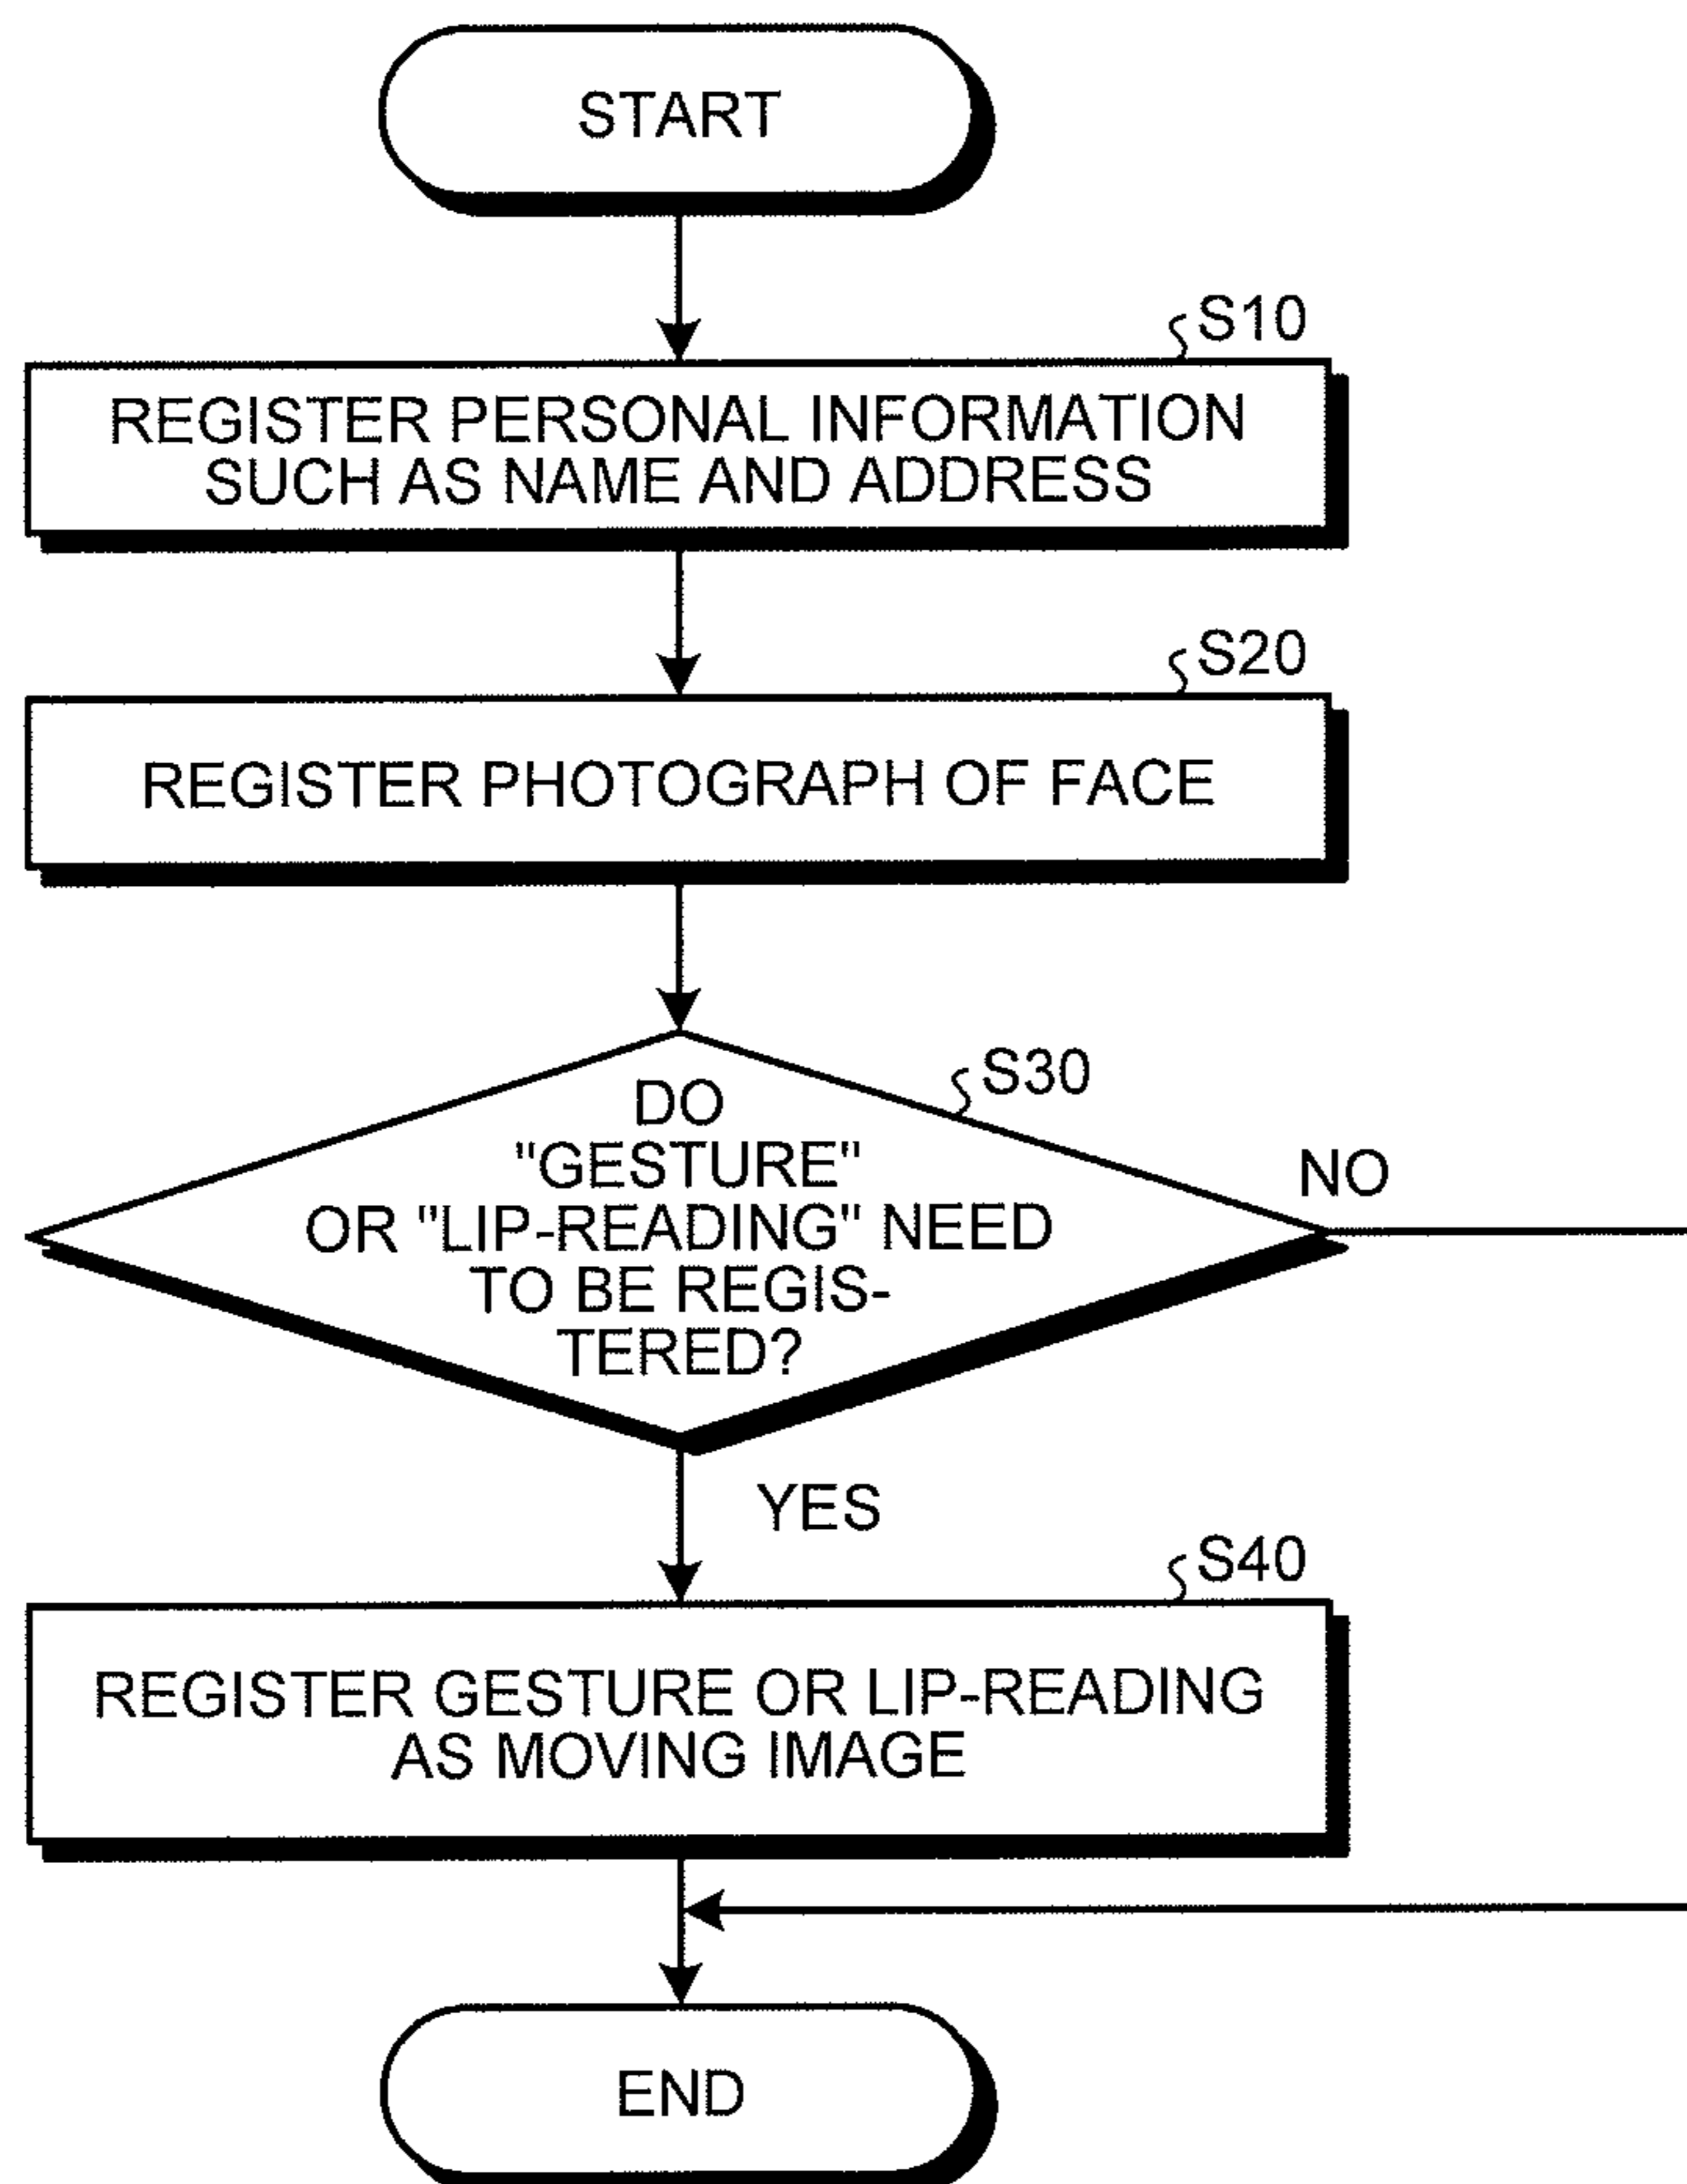 START
S10
REGISTER PERSONAL INFORMATION
SUCH AS NAME AND ADDRESS
S20
REGISTER PHOTOGRAPH OF FACE
S30
DO
"GESTURE"
OR "LIP-READING" NEED
TO BE REGIS-
TERED?
NO
YES
S40
REGISTER GESTURE OR LIP-READING
AS MOVING IMAGE
END